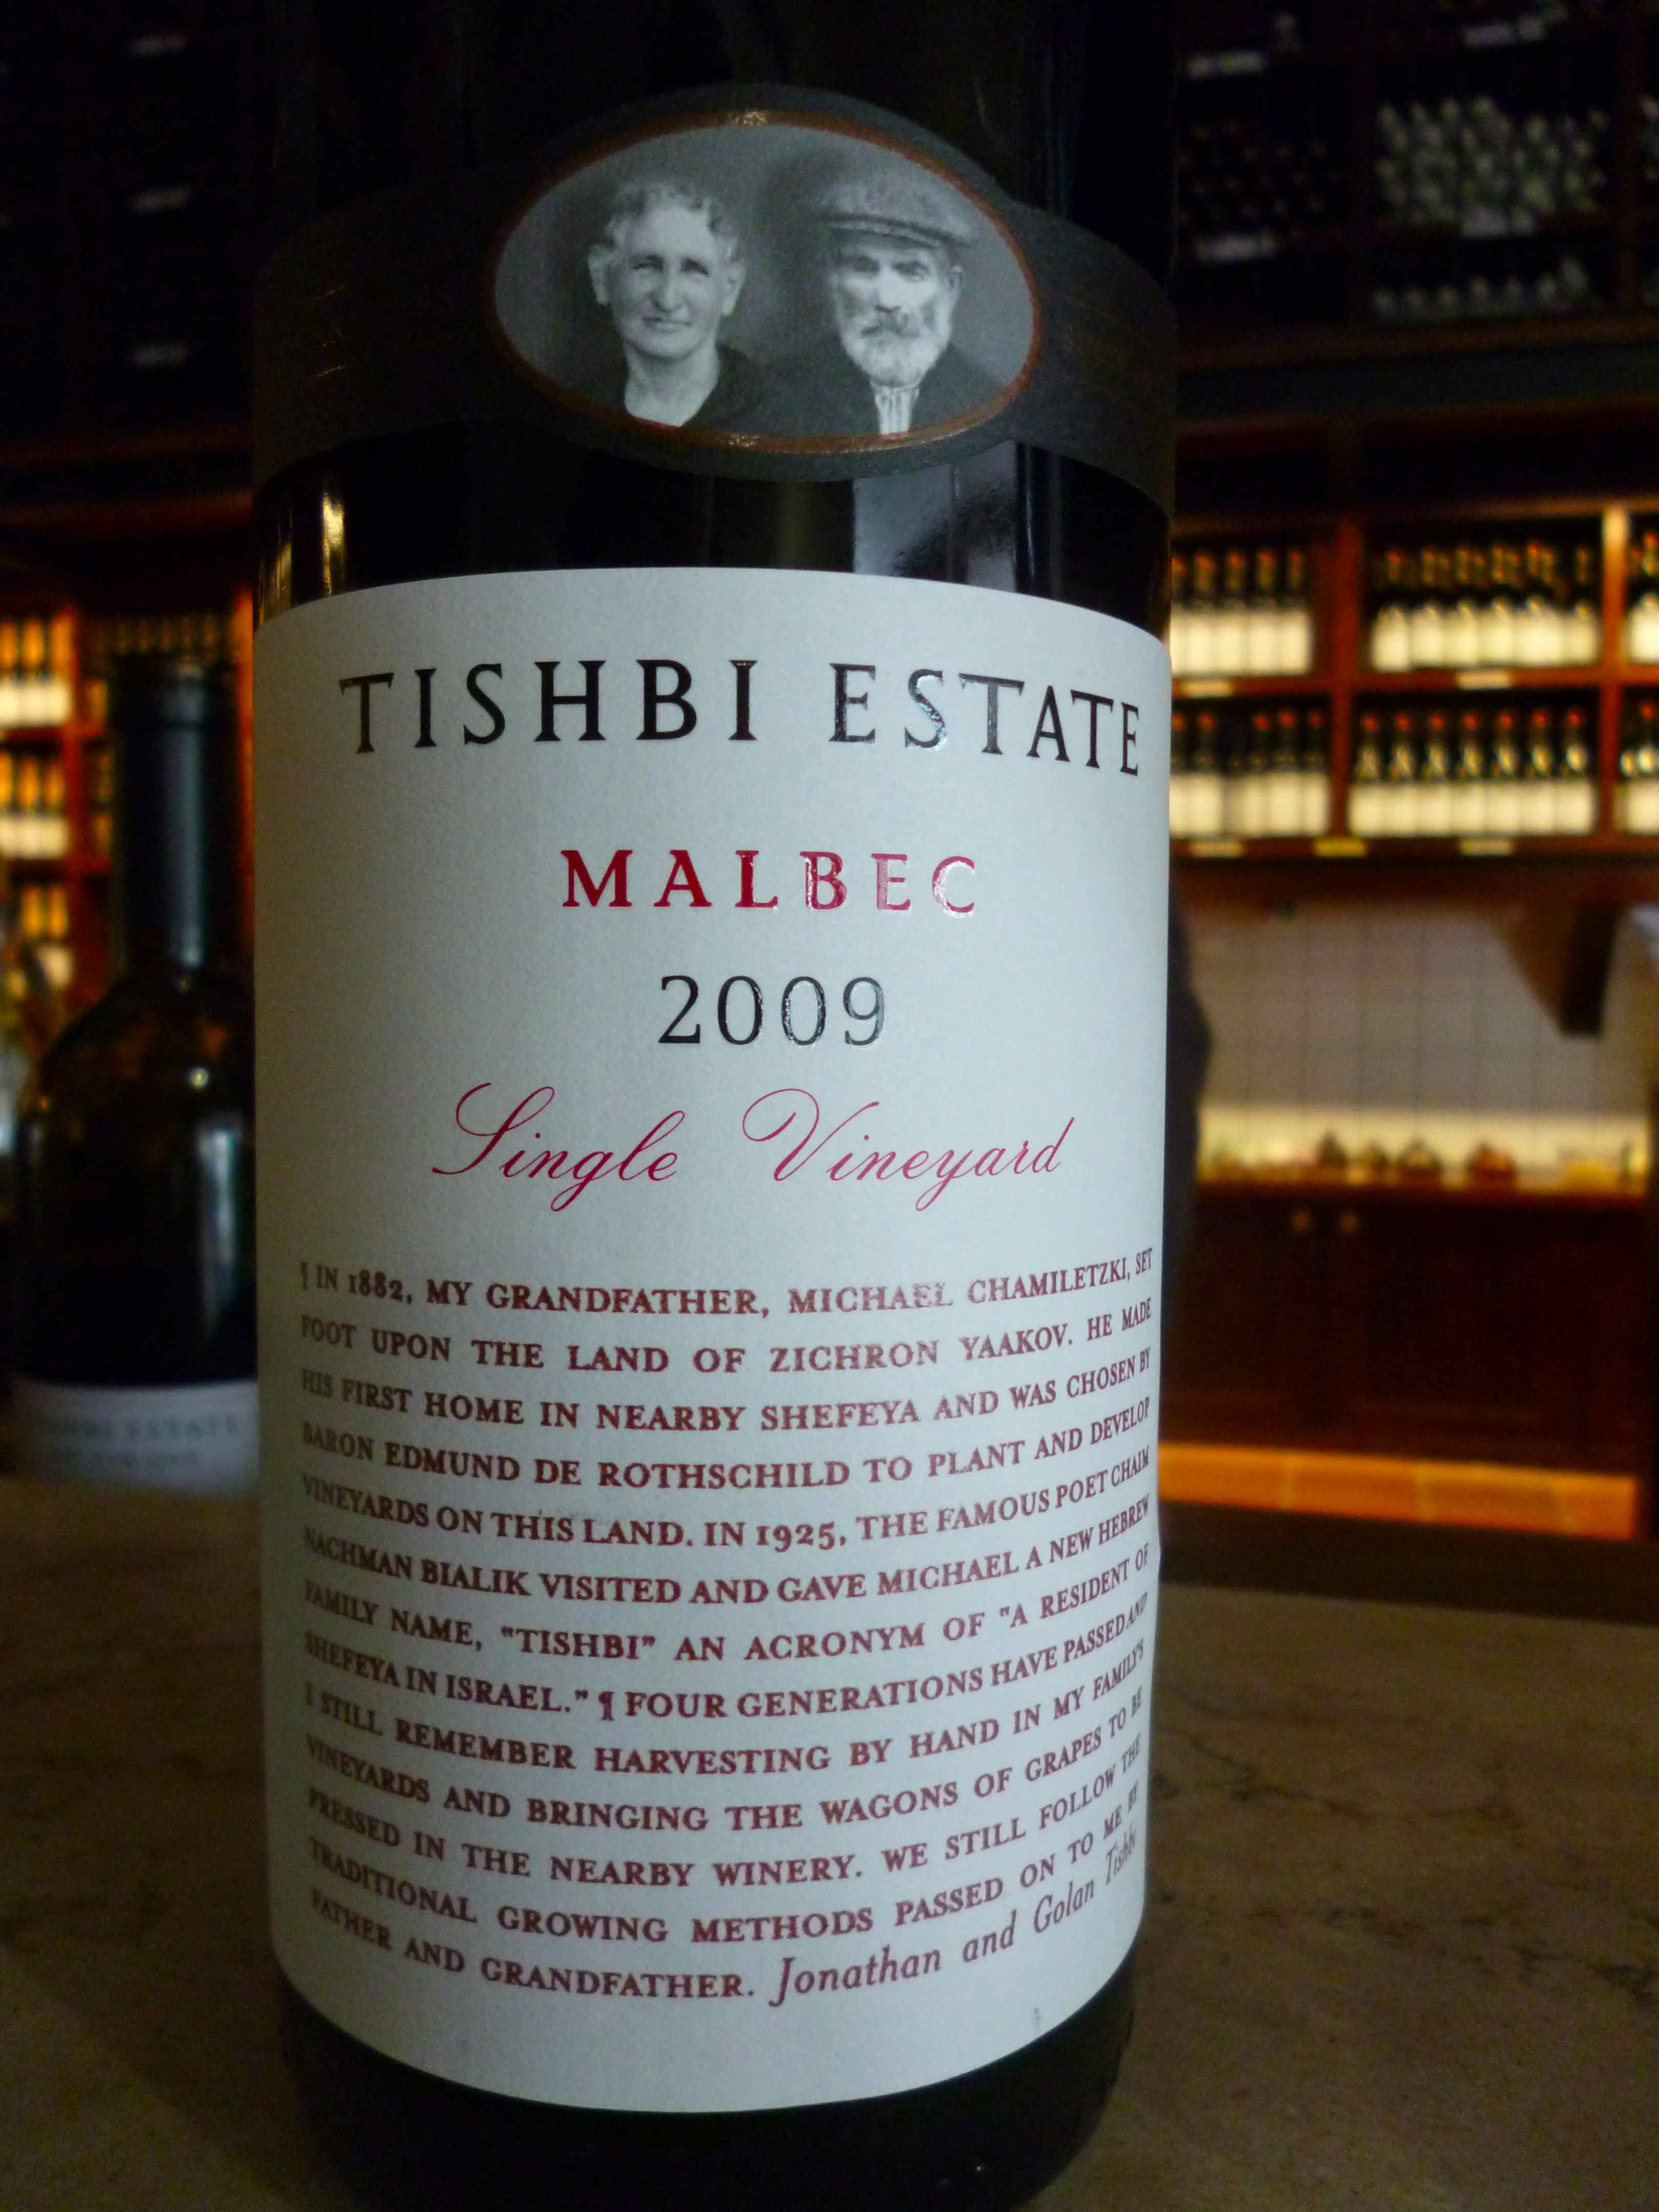 TISHBI ESTATE
MALBEC
2009
Single Vineyard
¶ IN 1882, MY GRANDFATHER, MICHAEL CHAMILETZKI, SET
FOOT UPON THE LAND OF ZICHRON YAAKOV. HE MADE
HIS FIRST HOME IN NEARBY SHEFEYA AND WAS CHOSEN BY
BARON EDMUND DE ROTHSCHILD TO PLANT AND DEVELOP
VINEYARDS ON THIS LAND. IN 1925, THE FAMOUS POET CHAIM
NACHMAN BIALIK VISITED AND GAVE MICHAEL A NEW HEBREW
FAMILY NAME, "TISHBI" AN ACRONYM OF "A RESIDENT OF
SHEFEYA IN ISRAEL." ¶ FOUR GENERATIONS HAVE PASSED AND
I STILL REMEMBER HARVESTING BY HAND IN MY FAMILY'S
VINEYARDS AND BRINGING THE WAGONS OF GRAPES TO BE
PRESSED IN THE NEARBY WINERY. WE STILL FOLLOW THE
TRADITIONAL GROWING METHODS PASSED ON TO ME BY
FATHER AND GRANDFATHER. Jonathan and Golan Tishbi
ESTATE